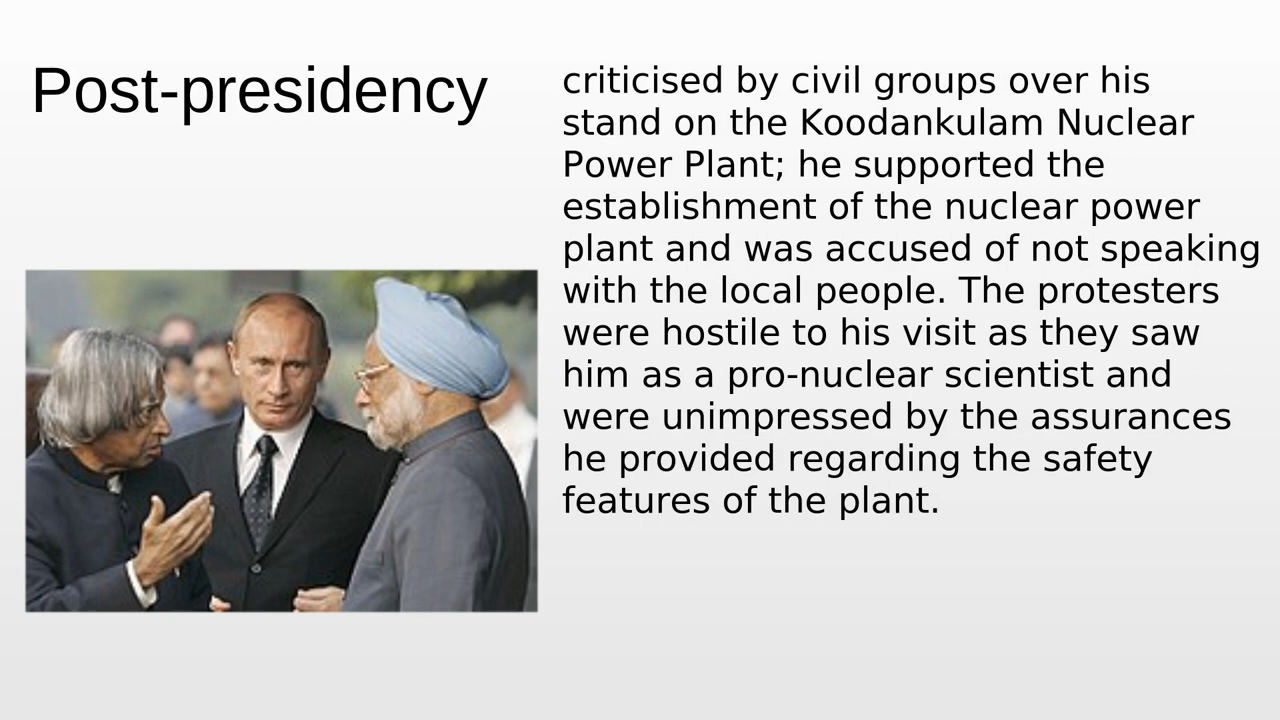 Post-presidency
criticised by civil groups over his
stand on the Koodankulam Nuclear
Power Plant; he supported the
establishment of the nuclear power
plant and was accused of not speaking
with the local people. The protesters
were hostile to his visit as they saw
him as a pro-nuclear scientist and
were unimpressed by the assurances
he provided regarding the safety
features of the plant.